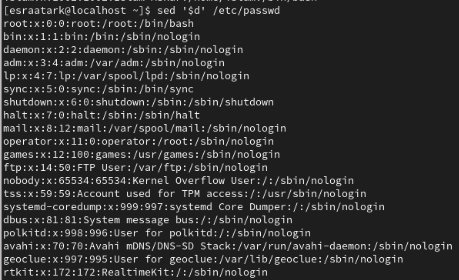 [esraatark@localhost ~]$ sed '$d' /etc/passwd
root:x:0:0:root:/root:/bin/bash
bin:x:1:1:bin:/bin:/sbin/nologin
daemon:x:2:2:daemon:/sbin:/sbin/nologin
adm:x:3:4:adm:/var/adm:/sbin/nologin
lp:x:4:7:lp:/var/spool/lpd:/sbin/nologin
sync:x:5:0:sync:/sbin:/bin/sync
shutdown:x:6:0:shutdown:/sbin:/sbin/shutdown
halt:x:7:0:halt:/sbin:/sbin/halt
mail:x:8:12:mail:/var/spool/mail:/sbin/nologin
operator:x:11:0:operator:/root:/sbin/nologin
games:x:12:100:games:/usr/games:/sbin/nologin
ftp:x:14:50:FTP User:/var/ftp:/sbin/nologin
nobody:x:65534:65534:Kernel Overflow User:/:/sbin/nologin
tss:x:59:59:Account used for TPM access:/:/usr/sbin/nologin
systemd-coredump:x:999:997:systemd Core Dumper:/:/sbin/nologin
dbus:x:81:81:System message bus:/:/sbin/nologin
polkitd:x:998:996:User for polkitd:/:/sbin/nologin
avahi:x:70:70:Avahi mDNS/DNS-SD Stack:/var/run/avahi-daemon:/sbin/nologin
geoclue:x:997:995:User for geoclue:/var/lib/geoclue:/sbin/nologin
rtkit:x:172:172:RealtimeKit:/:/sbin/nologin